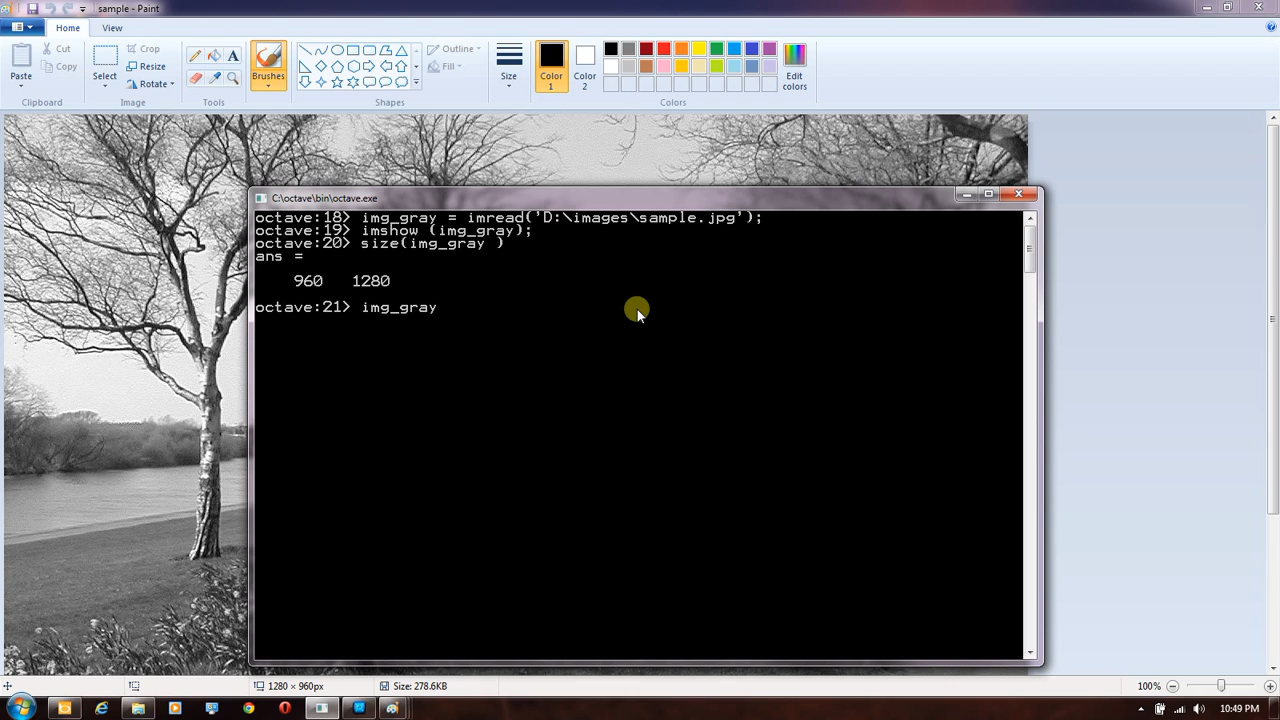 sample - Paint
Home
View
Paste
Cut
Copy
Clipboard
Select
Crop
Resize
Rotate
Image
A
Tools
Brushes
Outline
Fill
Shapes
Size
Color
1
Color
2
Edit
colors
Colors
C:\octave\bin\octave.exe
octave:18> img_gray = imread('D:\images\sample.jpg');
octave:19> imshow (img_gray);
octave:20> size(img_gray )
ans =
960 1280
octave:21> img_gray
1280 × 960px
Size: 278.6KB
100%
10:49 PM